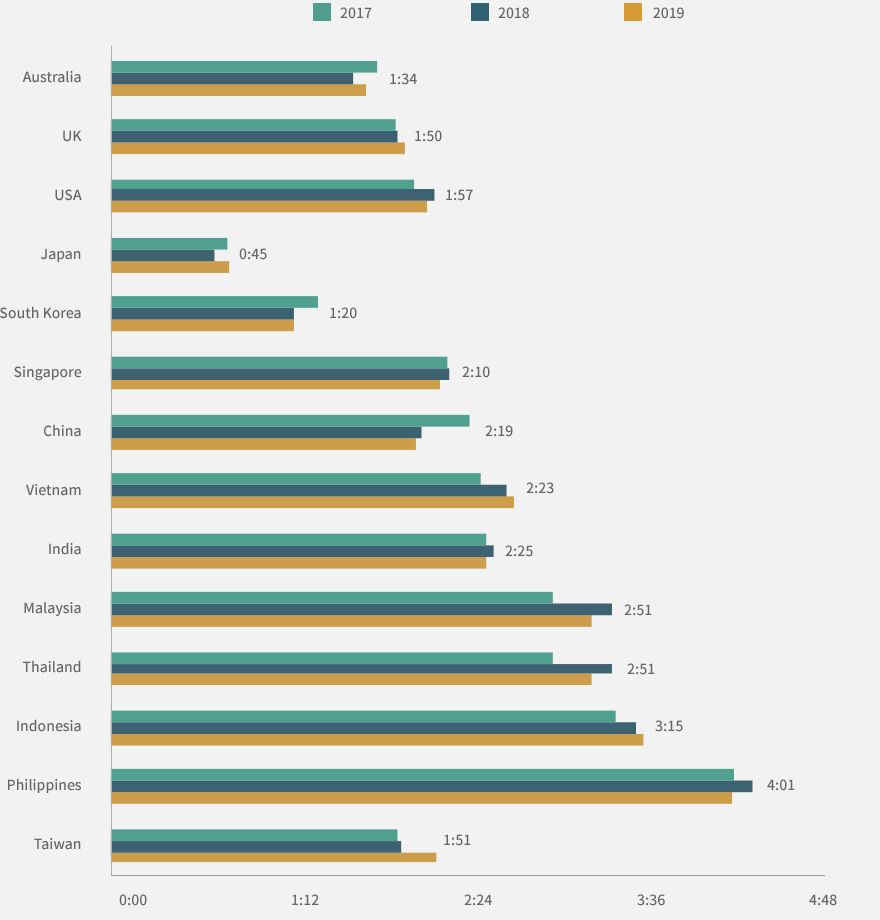 2017 2018 2019
Australia 1:34
UK 1:50
USA 1:57
Japan 0:45
South Korea 1:20
Singapore 2:10
China 2:19
Vietnam 2:23
India 2:25
Malaysia 2:51
Thailand 2:51
Indonesia 3:15
Philippines 4:01
Taiwan 1:51
0:00 1:12 2:24 3:36 4:48